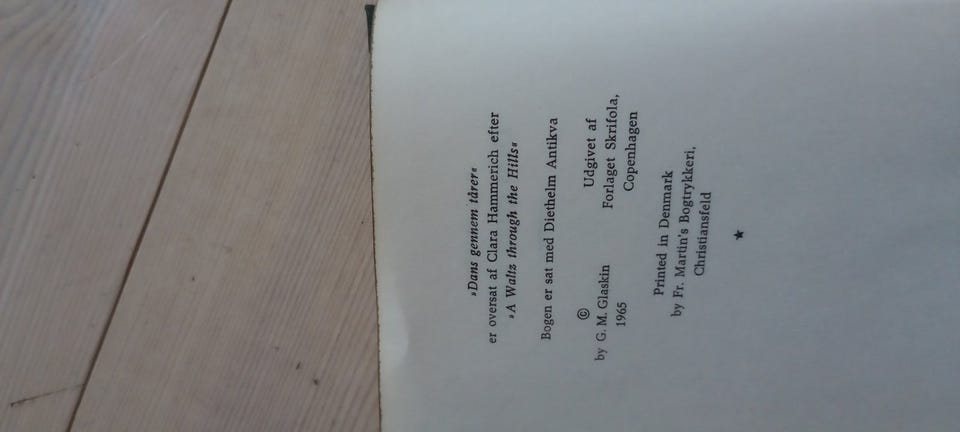 »Dans gennem tårer«
er oversat af Clara Hammerich efter
»A Waltz through the Hills«
Bogen er sat med Diethelm Antikva
©
by G. M. Glaskin
1965
Udgivet af
Forlaget Skrifola,
Copenhagen
Printed in Denmark
by Fr. Martin's Bogtrykkeri,
Christiansfeld